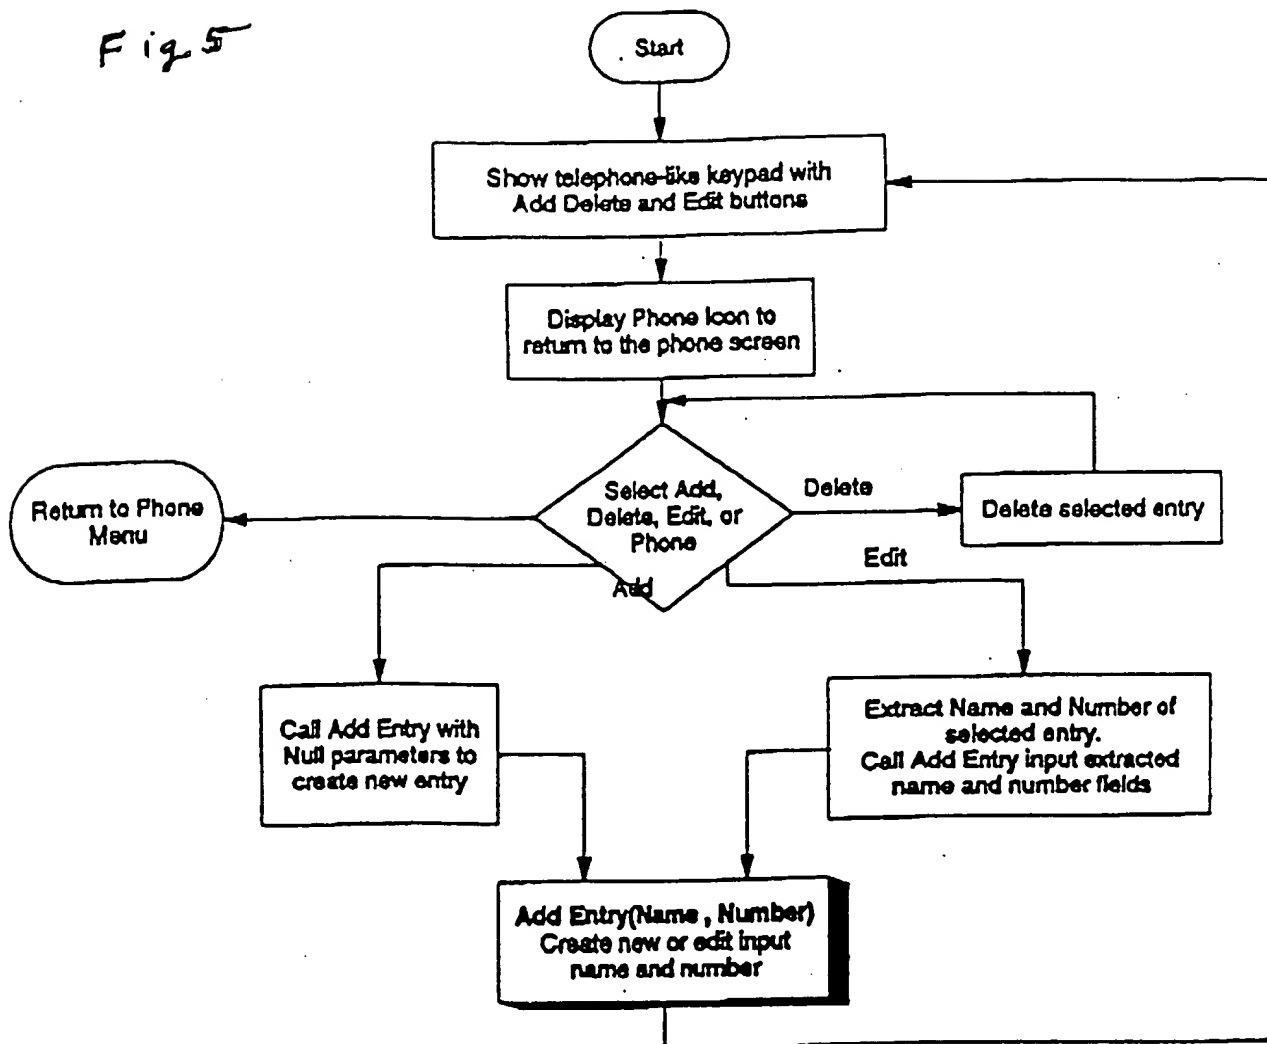 Fig. 5
Start
Show telephone-like keypad with
Add Delete and Edit buttons
Display Phone Icon to
return to the phone screen
Select Add,
Delete, Edit, or
Phone
Delete
Delete selected entry
Return to Phone
Menu
Edit
Add
Call Add Entry with
Null parameters to
create new entry
Extract Name and Number of
selected entry.
Call Add Entry input extracted
name and number fields
Add Entry(Name , Number)
Create new or edit input
name and number